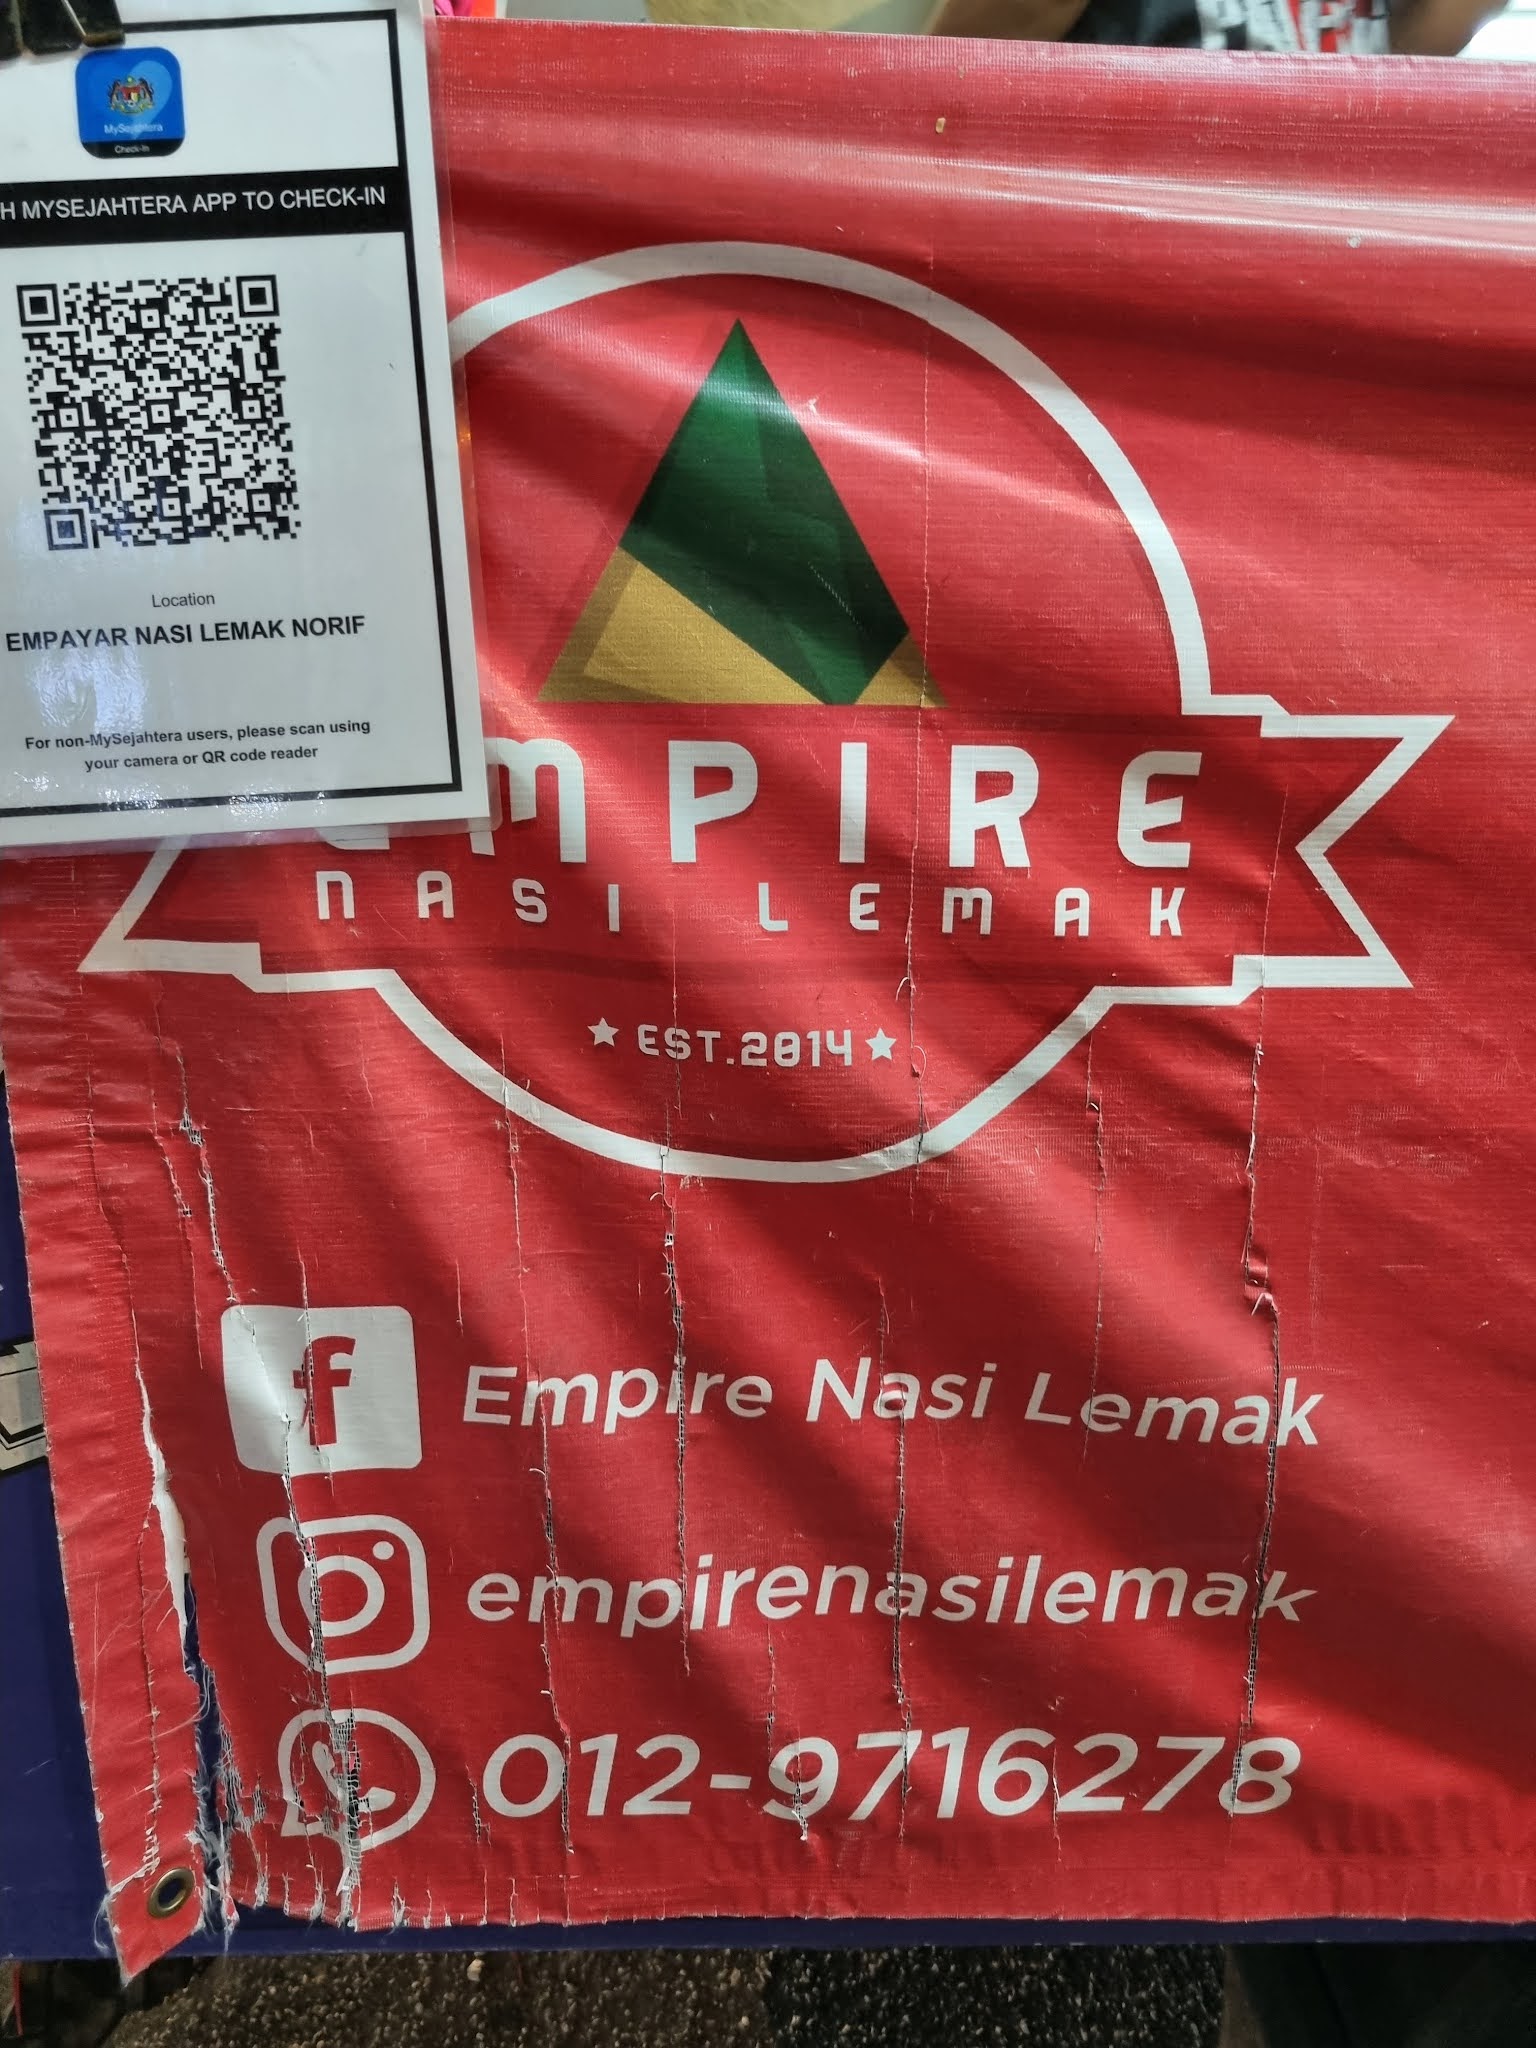 MySejahtera
Check-In
H MYSEJAHTERA APP TO CHECK-IN
Location
EMPAYAR NASI LEMAK NORIF
For non-MySejahtera users, please scan using
your camera or QR code reader
EMPIRE
NASI LEMAK
★ EST.2014 ★
f Empire Nasi Lemak
empirenasilemak
012-9716278